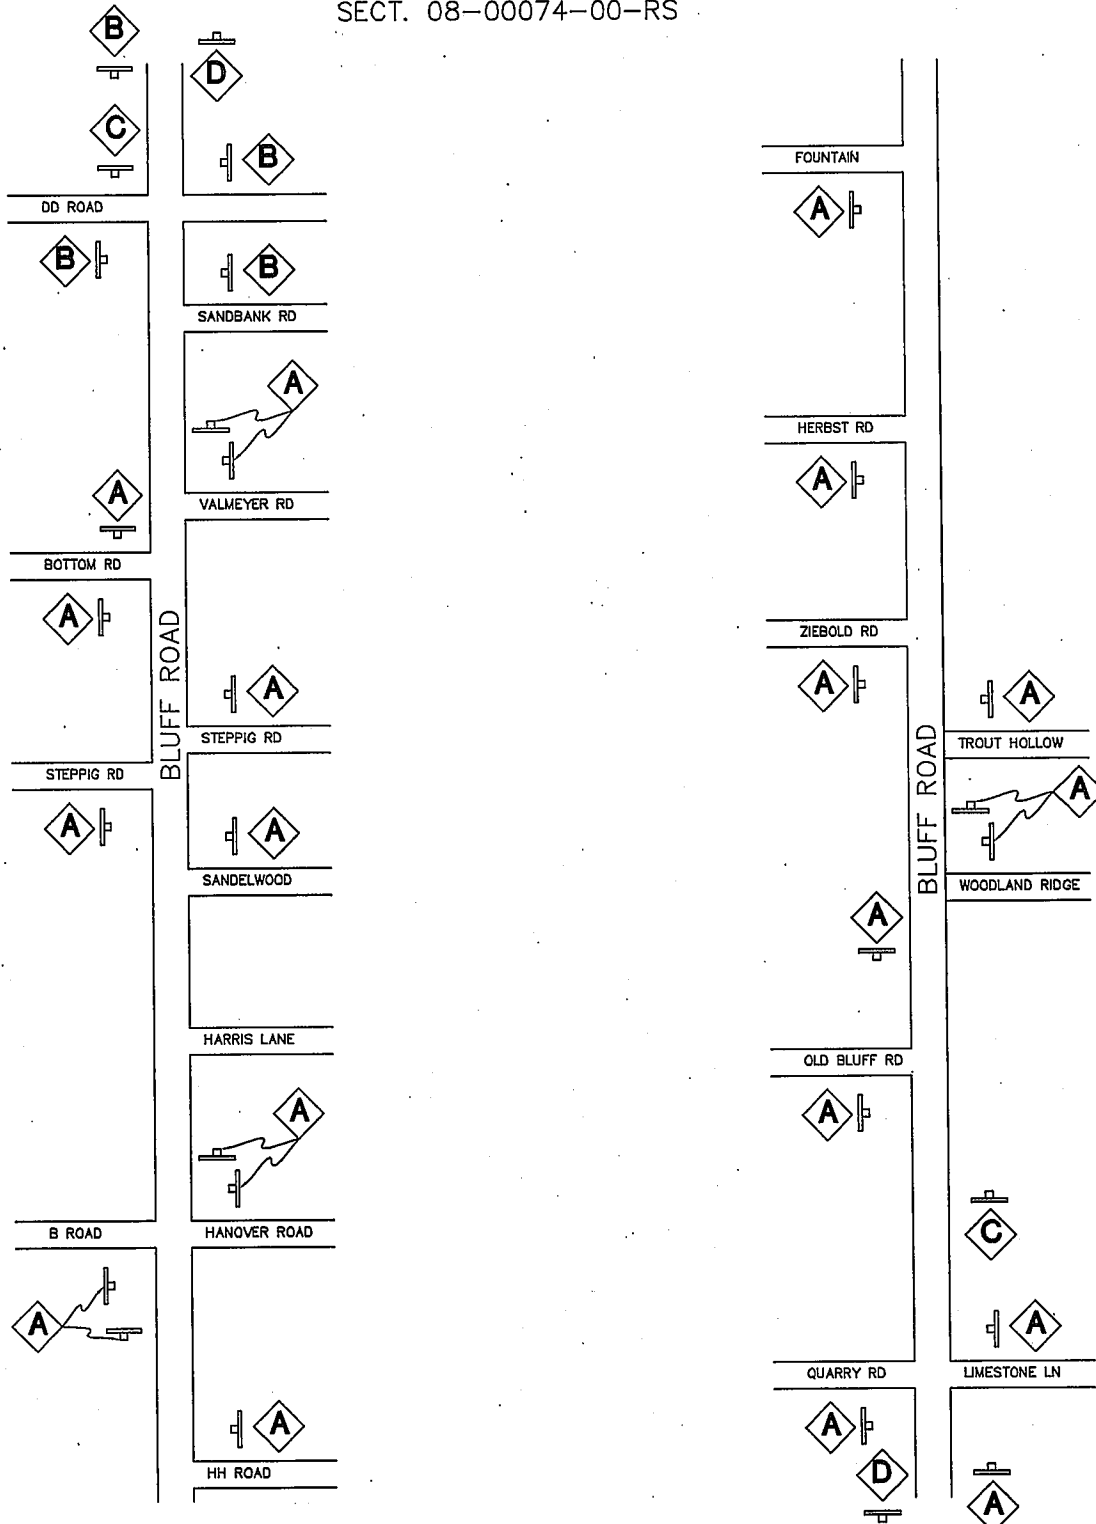 SECT. 08-00074-00-RS
B
D
C
B
DD ROAD
B
B
SANDBANK RD
A
A
VALMEYER RD
BOTTOM RD
A
BLUFF ROAD
A
STEPPIG RD
STEPPIG RD
A
A
SANDELWOOD
HARRIS LANE
A
B ROAD
HANOVER ROAD
A
A
HH ROAD
FOUNTAIN
A
HERBST RD
A
ZIEBOLD RD
A
A
TROUT HOLLOW
A
BLUFF ROAD
WOODLAND RIDGE
A
OLD BLUFF RD
A
C
A
QUARRY RD
LIMESTONE LN
A
D
A